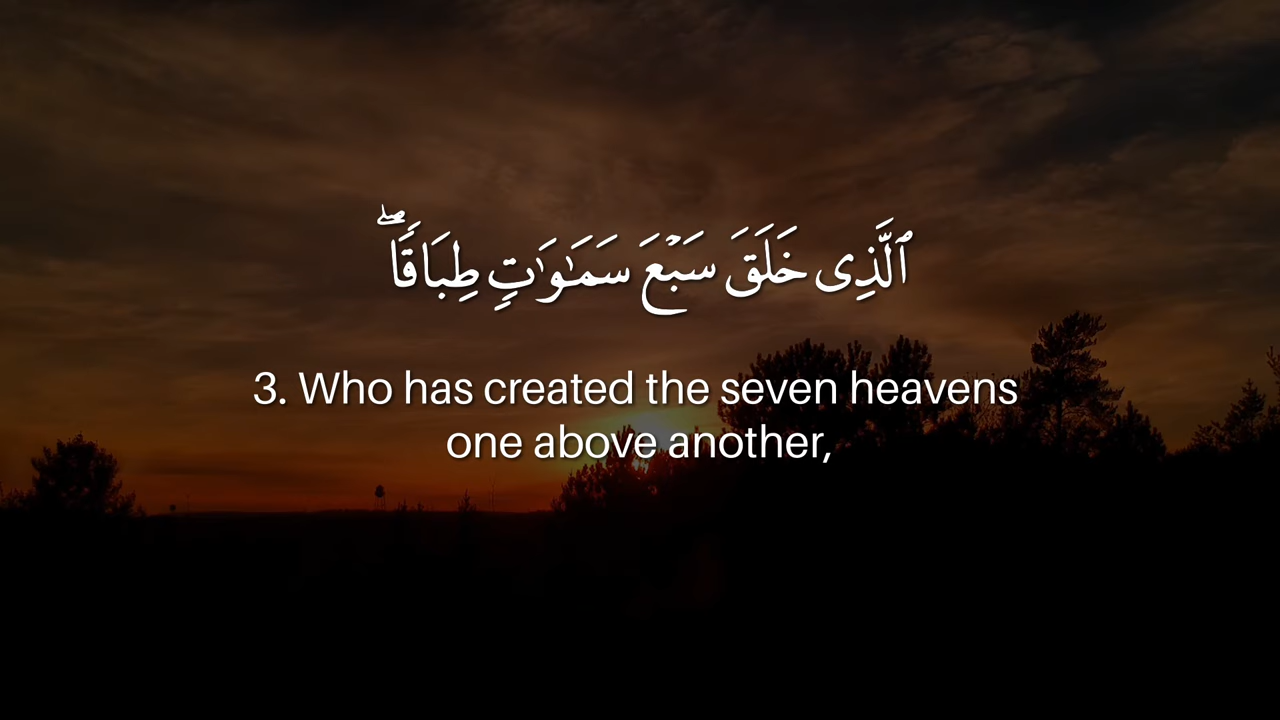 ٱلَّذِى خَلَقَ سَبْعَ سَمَـٰوَٰتٍ طِبَاقًا ۖ
3. Who has created the seven heavens
one above another,